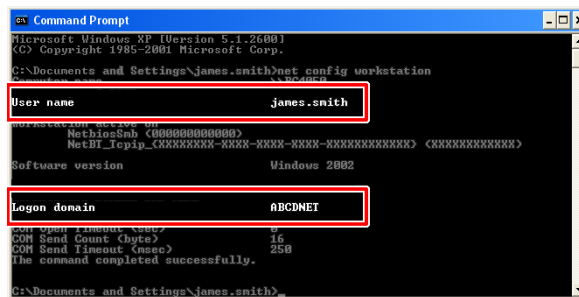 Command Prompt
Microsoft Windows XP [Version 5.1.2600]
(C) Copyright 1985-2001 Microsoft Corp.
C:\Documents and Settings\james.smith>net config workstation
Computer name \\PC4050
User name james.smith
Workstation active on
NetbiosSmb (000000000000)
NetBT_Tcpip_{XXXXXXXX-XXXX-XXXX-XXXX-XXXXXXXXXXXX} (XXXXXXXXXXXX)
Software version Windows 2002
Logon domain ABCDNET
COM Open Timeout (sec) 0
COM Send Count (byte) 16
COM Send Timeout (msec) 250
The command completed successfully.
C:\Documents and Settings\james.smith>_